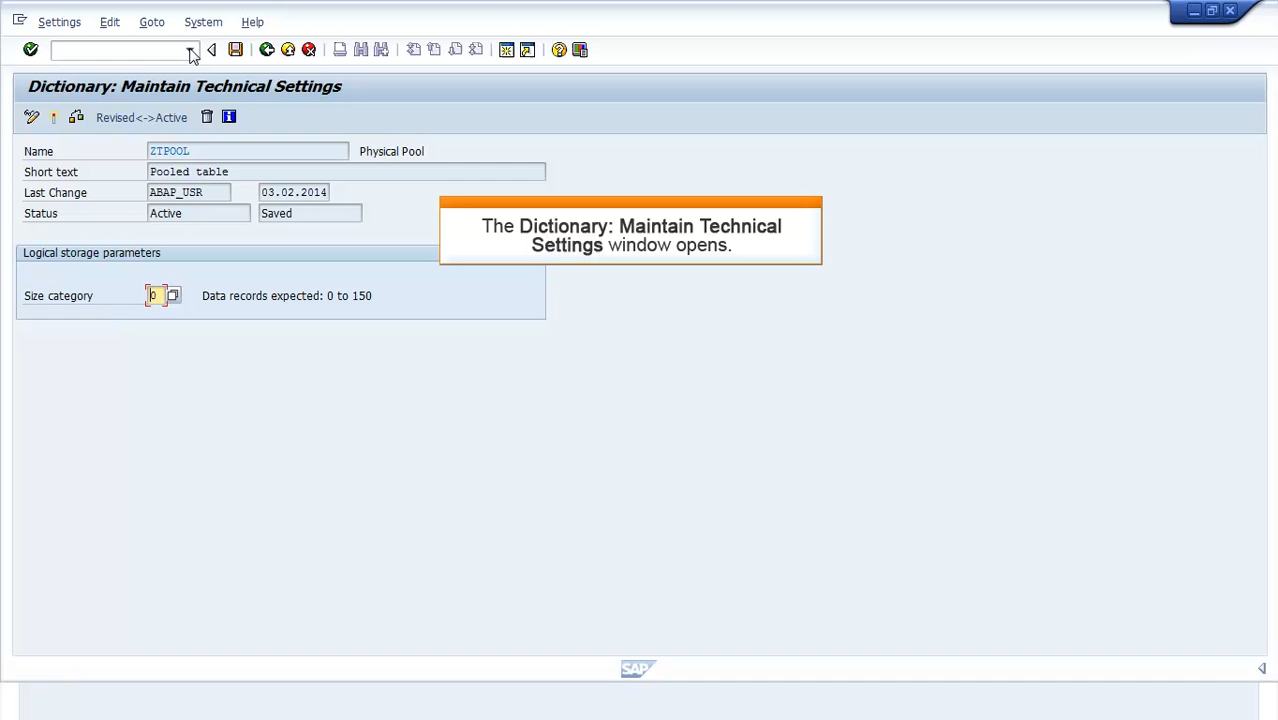 Settings Edit Goto System Help
Dictionary: Maintain Technical Settings
Revised<->Active
Name ZTPOOL Physical Pool
Short text Pooled table
Last Change ABAP_USR 03.02.2014
Status Active Saved
The Dictionary: Maintain Technical
Settings window opens.
Logical storage parameters
Size category 0 Data records expected: 0 to 150
SAP